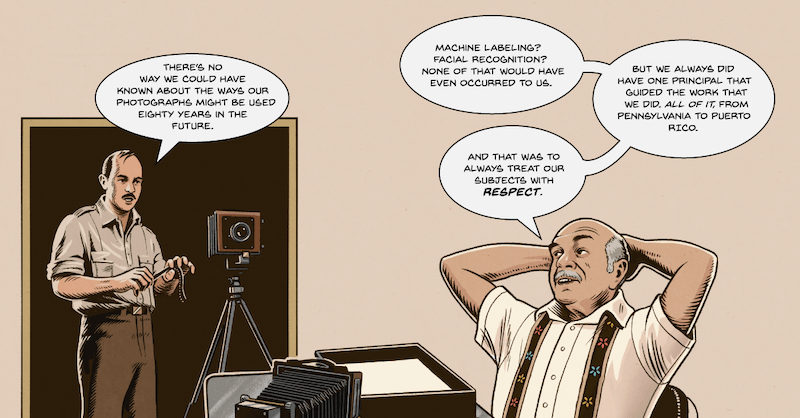 THERE'S NO
WAY WE COULD HAVE
KNOWN ABOUT THE WAYS OUR
PHOTOGRAPHS MIGHT BE USED
EIGHTY YEARS IN THE
FUTURE.
MACHINE LABELING?
FACIAL RECOGNITION?
NONE OF THAT WOULD HAVE
EVEN OCCURRED TO US.
BUT WE ALWAYS DID
HAVE ONE PRINCIPAL THAT
GUIDED THE WORK THAT
WE DID. ALL OF IT, FROM
PENNSYLVANIA TO PUERTO
RICO.
AND THAT WAS TO
ALWAYS TREAT OUR
SUBJECTS WITH
RESPECT.